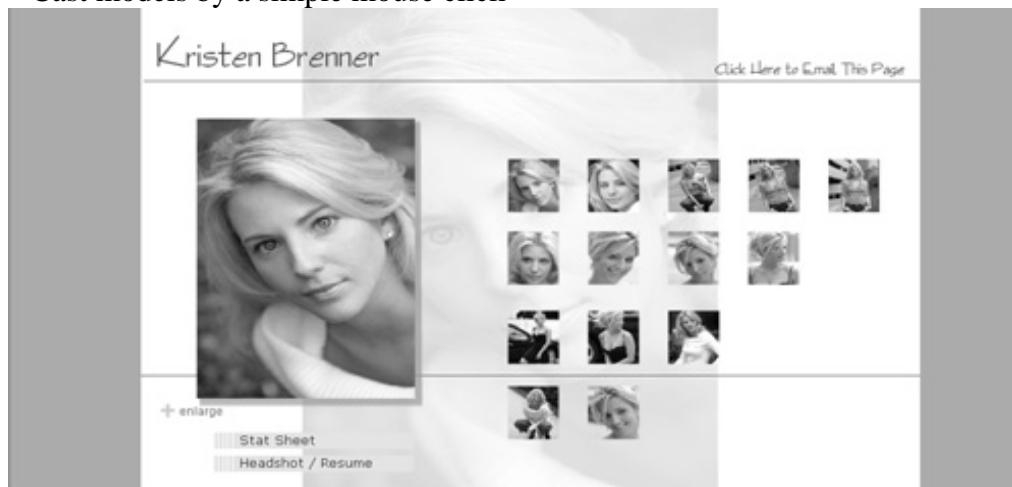 Cast models by a simple mouse click
Kristen Brenner
Click Here to Email This Page
enlarge
Stat Sheet
Headshot / Resume